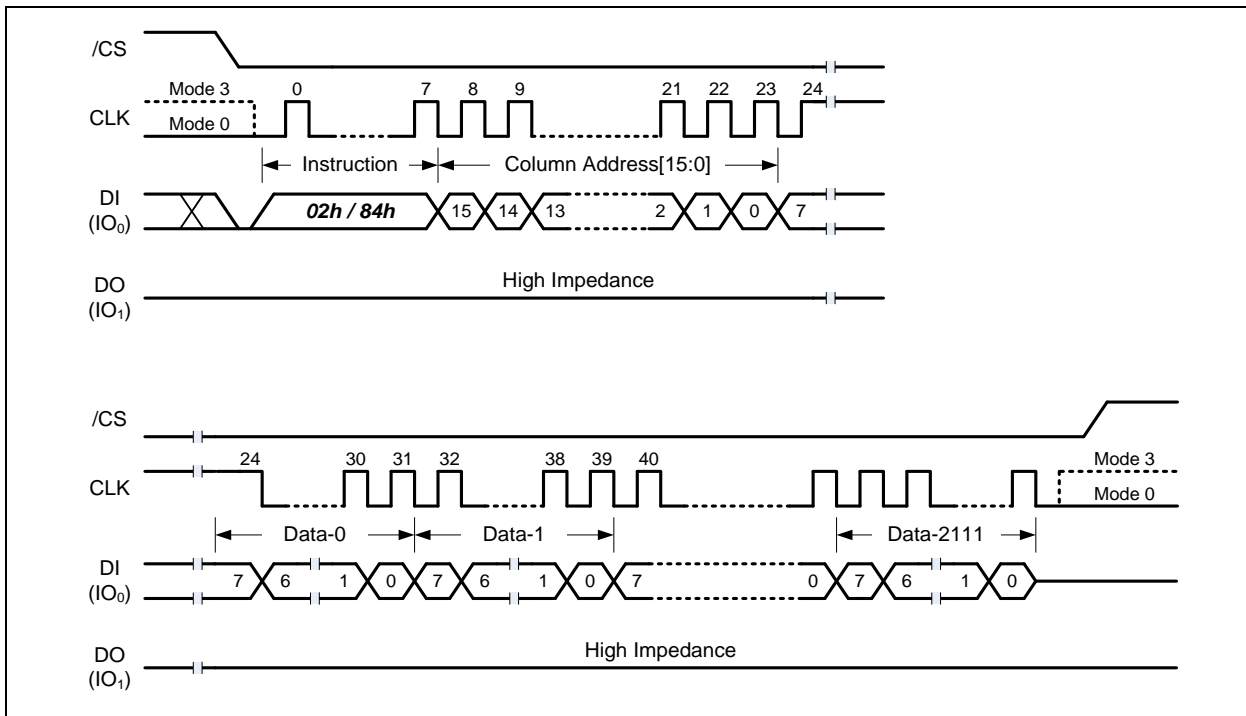 /CS
Mode 3 0 7 8 9 21 22 23 24
CLK
Mode 0
Instruction Column Address[15:0]
DI
(IO0)
02h / 84h 15 14 13 2 1 0 7
High Impedance
DO
(IO1)
/CS
24 30 31 32 38 39 40 Mode 3
CLK
Mode 0
Data-0 Data-1 Data-2111
DI
(IO0)
7 6 1 0 7 6 1 0 7 0 7 6 1 0
High Impedance
DO
(IO1)